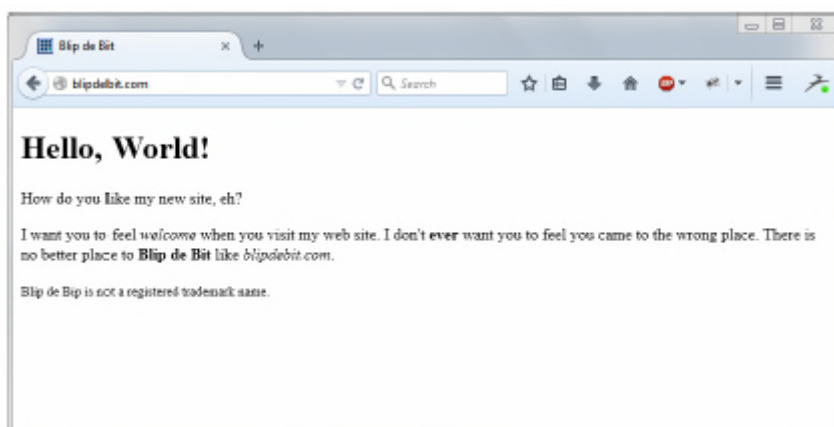 Blip de Bit
blipdebit.com
Search
Hello, World!
How do you like my new site, eh?
I want you to feel welcome when you visit my web site. I don't ever want you to feel you came to the wrong place. There is
no better place to Blip de Bit like blipdebit.com.
Blip de Bip is not a registered trademark name.